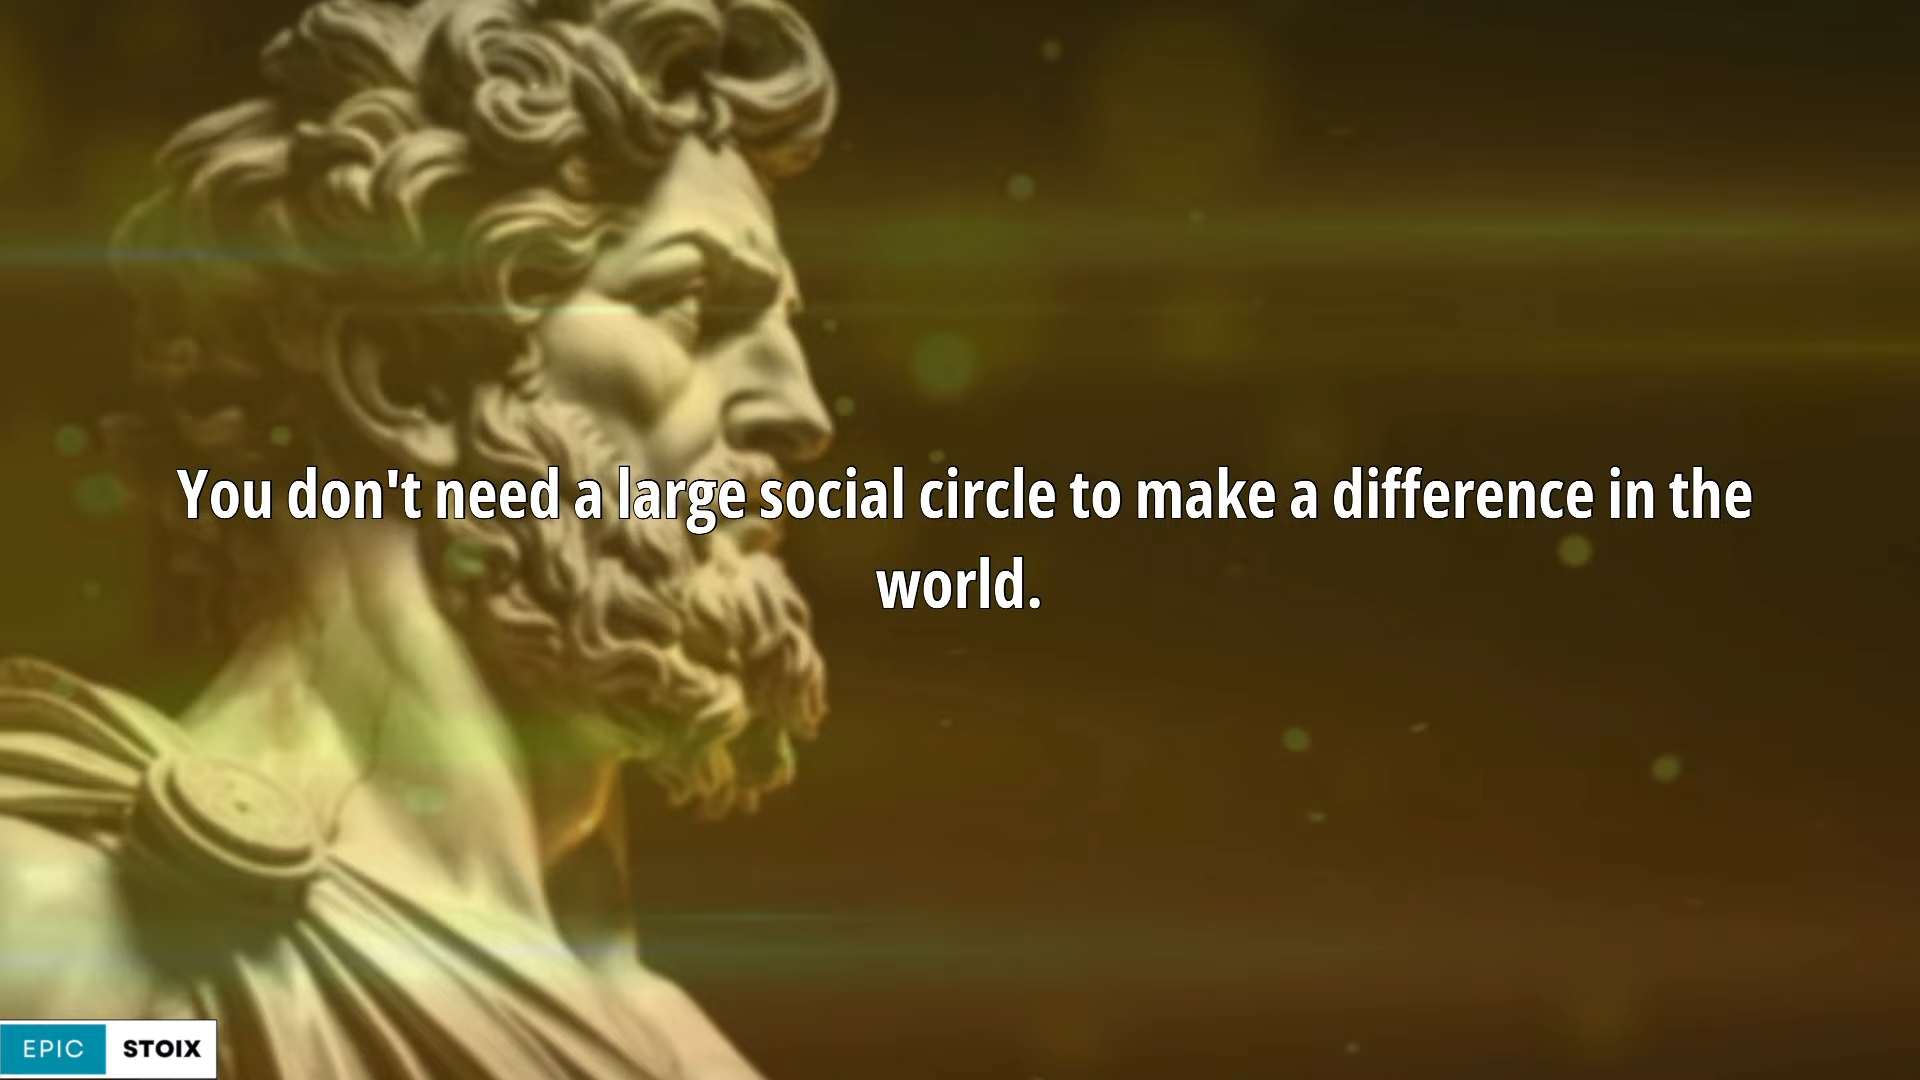 You don't need a large social circle to make a difference in the
world.
EPIC STOIX